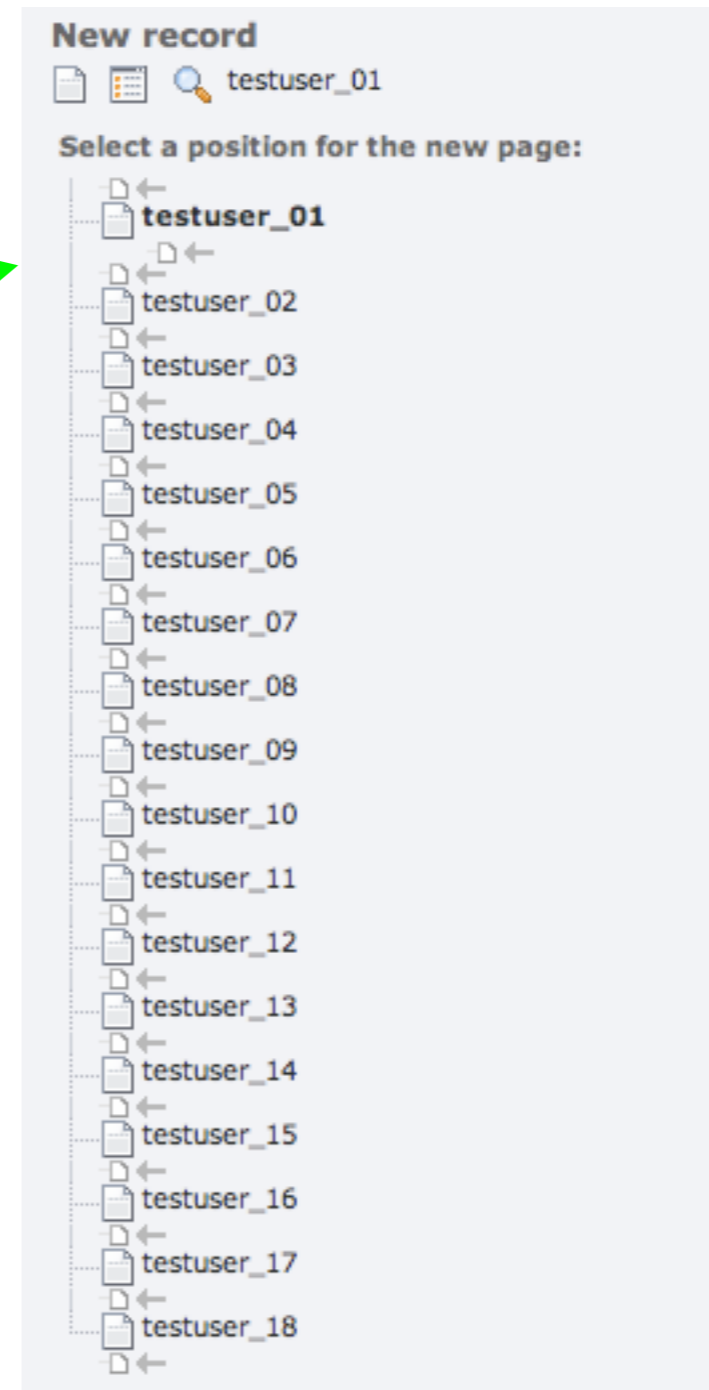 New record
testuser_01
Select a position for the new page:
testuser_01
testuser_02
testuser_03
testuser_04
testuser_05
testuser_06
testuser_07
testuser_08
testuser_09
testuser_10
testuser_11
testuser_12
testuser_13
testuser_14
testuser_15
testuser_16
testuser_17
testuser_18